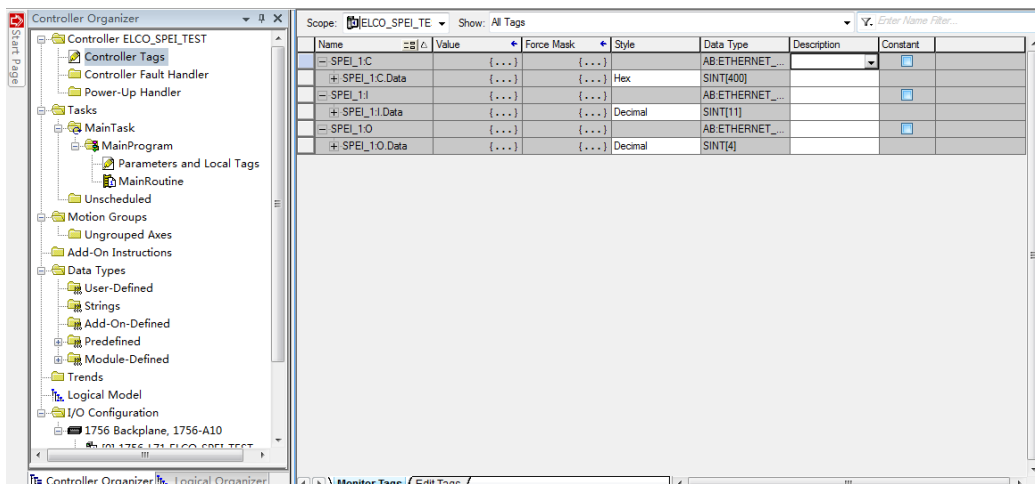 Start Page
Controller Organizer
Controller ELCO_SPEI_TEST
Controller Tags
Controller Fault Handler
Power-Up Handler
Tasks
MainTask
MainProgram
Parameters and Local Tags
MainRoutine
Unscheduled
Motion Groups
Ungrouped Axes
Add-On Instructions
Data Types
User-Defined
Strings
Add-On-Defined
Predefined
Module-Defined
Trends
Logical Model
I/O Configuration
1756 Backplane, 1756-A10
[0] 1756-L71 ELCO_SPEI_TEST
Controller Organizer Logical Organizer
Scope: ELCO_SPEI_TE Show: All Tags Enter Name Filter...
Name Value Force Mask Style Data Type Description Constant
SPEI_1:C {...} {...} AB:ETHERNET_...
SPEI_1:C.Data {...} {...} Hex SINT[400]
SPEI_1:I {...} {...} AB:ETHERNET_...
SPEI_1:I.Data {...} {...} Decimal SINT[11]
SPEI_1:O {...} {...} AB:ETHERNET_...
SPEI_1:O.Data {...} {...} Decimal SINT[4]
Monitor Tags Edit Tags